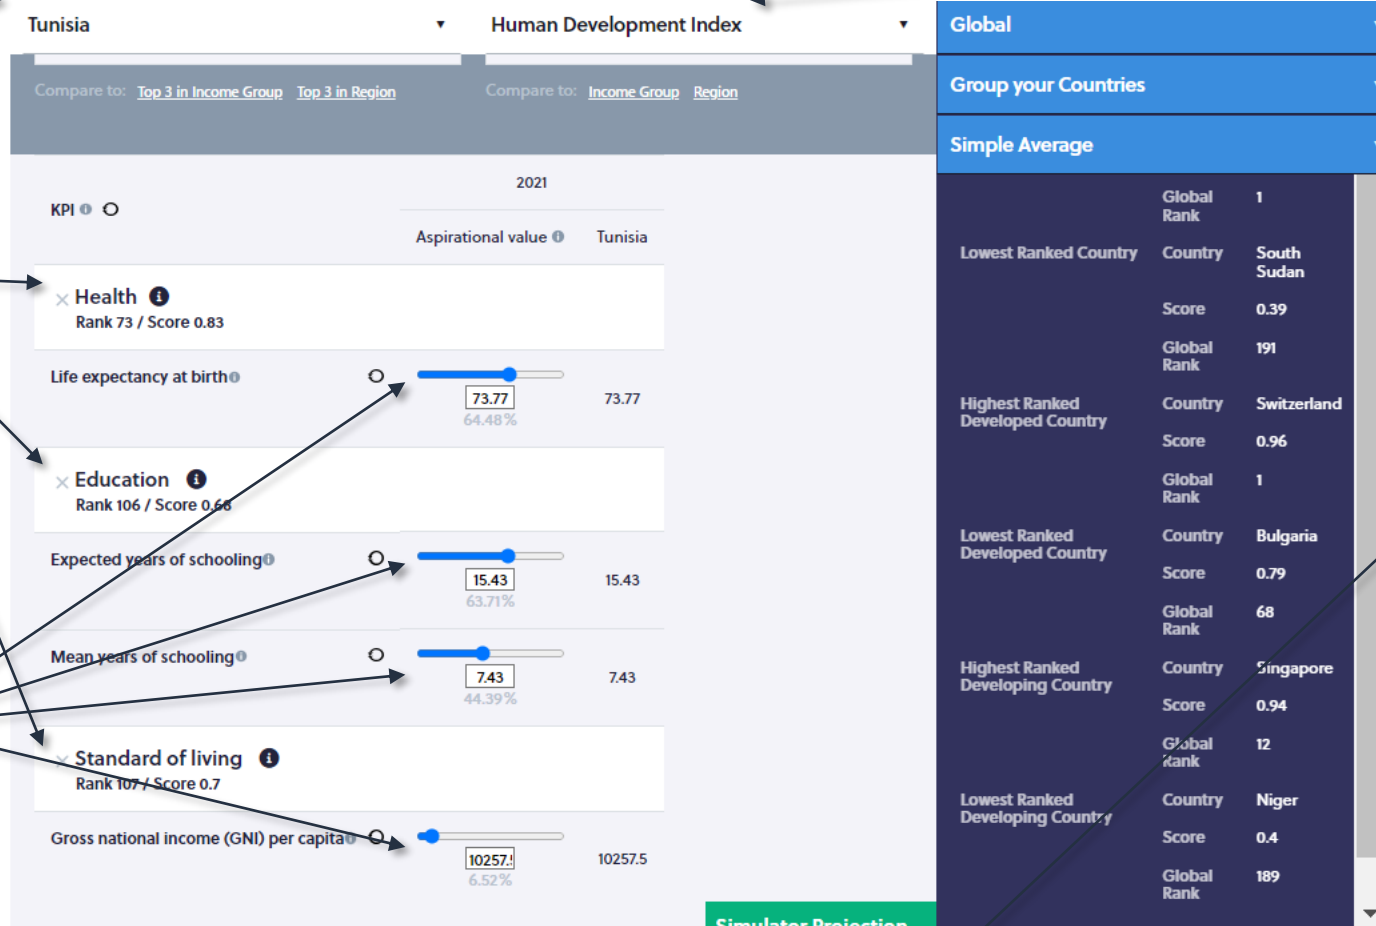 Tunisia
Human Development Index
Compare to: Top 3 in Income Group Top 3 in Region
Compare to: Income Group Region
KPI
2021
Aspirational value
Tunisia
Health
Rank 73 / Score 0.83
Life expectancy at birth
73.77
64.48%
73.77
Education
Rank 106 / Score 0.68
Expected years of schooling
15.43
63.71%
15.43
Mean years of schooling
7.43
44.39%
7.43
Standard of living
Rank 107 / Score 0.7
Gross national income (GNI) per capita
10257.
6.52%
10257.5
Simulator Projection
Global
Group your Countries
Simple Average
Global Rank 1
Lowest Ranked Country
Country South Sudan
Score 0.39
Global Rank 191
Highest Ranked Developed Country
Country Switzerland
Score 0.96
Global Rank 1
Lowest Ranked Developed Country
Country Bulgaria
Score 0.79
Global Rank 68
Highest Ranked Developing Country
Country Singapore
Score 0.94
Global Rank 12
Lowest Ranked Developing Country
Country Niger
Score 0.4
Global Rank 189